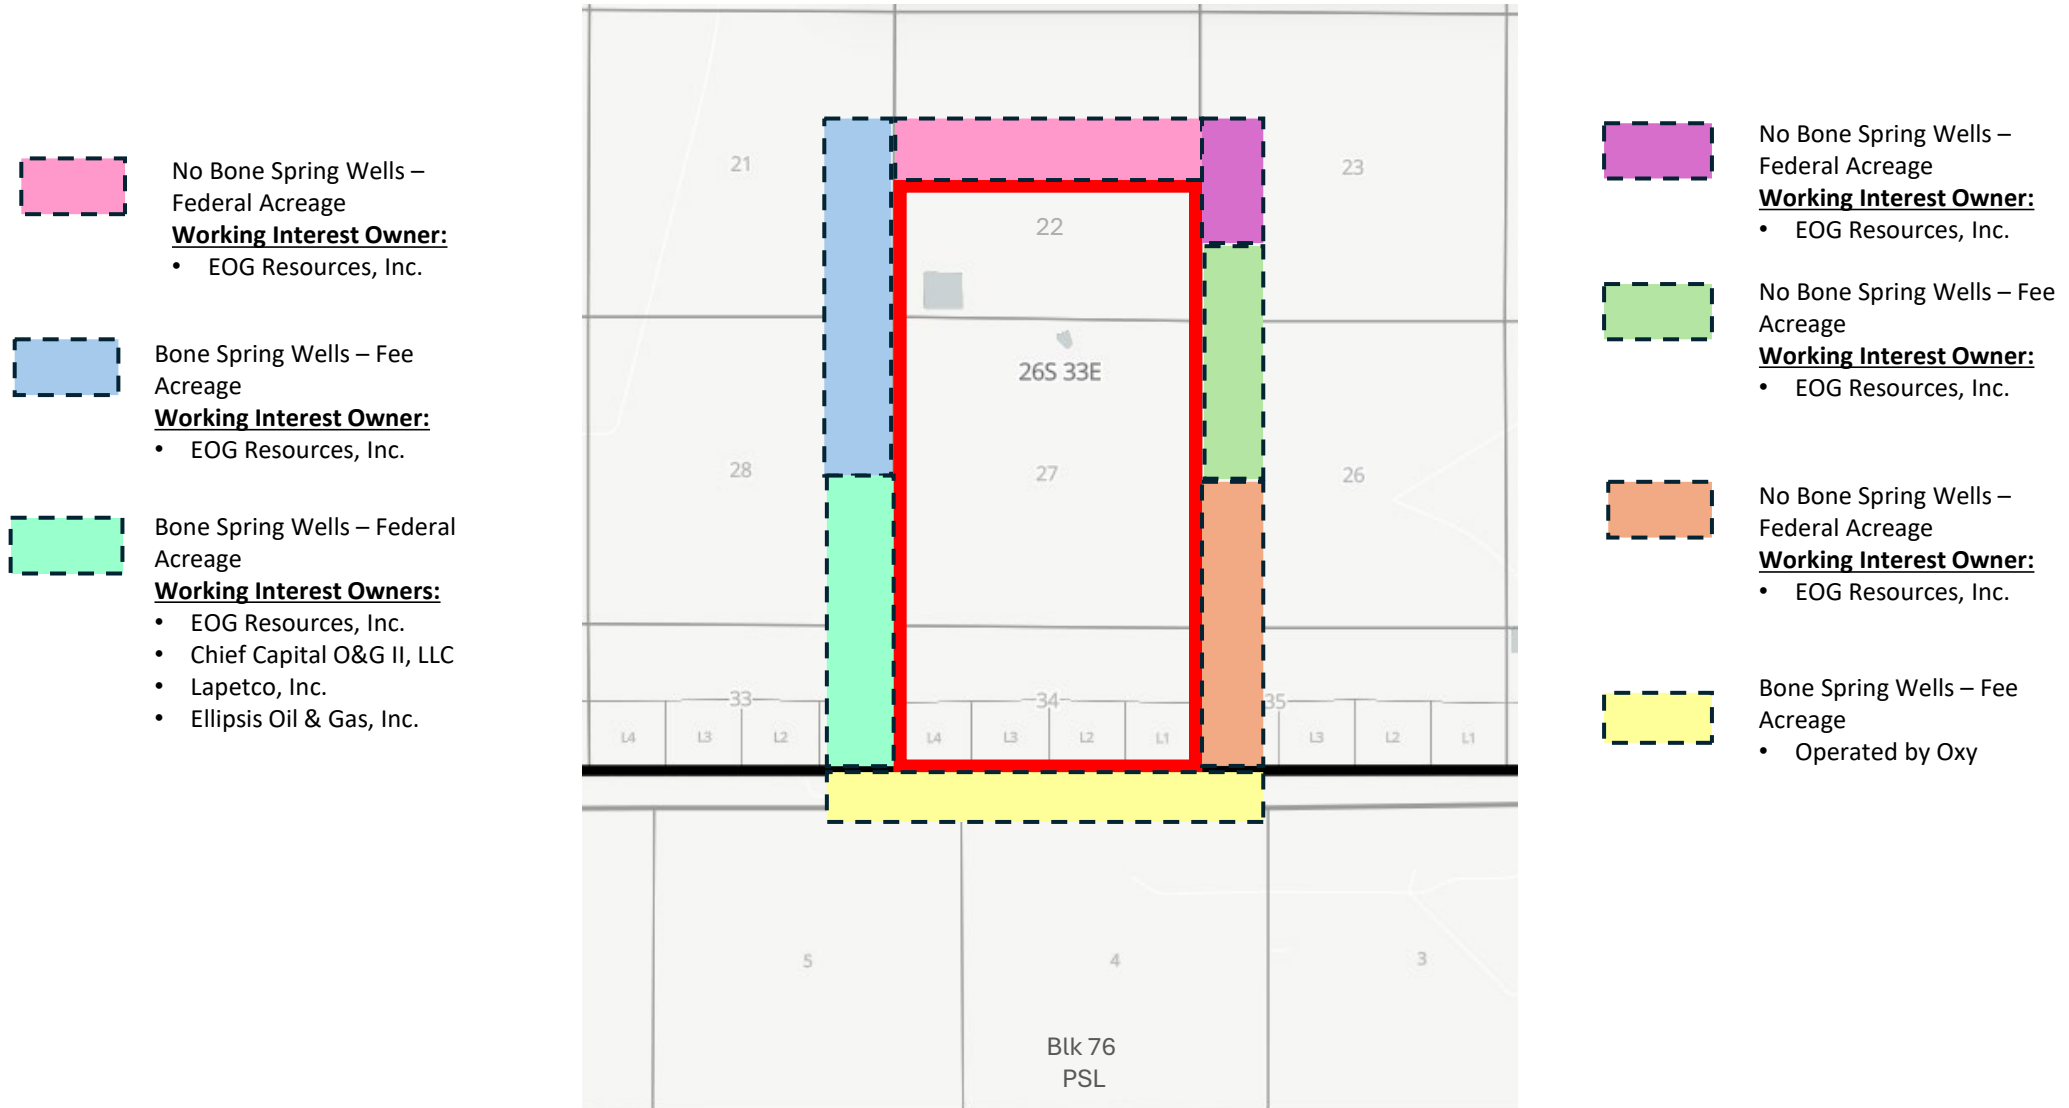 No Bone Spring Wells –
Federal Acreage
Working Interest Owner:
• EOG Resources, Inc.
Bone Spring Wells – Fee
Acreage
Working Interest Owner:
• EOG Resources, Inc.
Bone Spring Wells – Federal
Acreage
Working Interest Owners:
• EOG Resources, Inc.
• Chief Capital O&G II, LLC
• Lapetco, Inc.
• Ellipsis Oil & Gas, Inc.
21
22
23
26S 33E
28
27
26
33
34
35
L4
L3
L2
L4
L3
L2
L1
L3
L2
L1
5
4
3
Blk 76
PSL
No Bone Spring Wells –
Federal Acreage
Working Interest Owner:
• EOG Resources, Inc.
No Bone Spring Wells – Fee
Acreage
Working Interest Owner:
• EOG Resources, Inc.
No Bone Spring Wells –
Federal Acreage
Working Interest Owner:
• EOG Resources, Inc.
Bone Spring Wells – Fee
Acreage
• Operated by Oxy